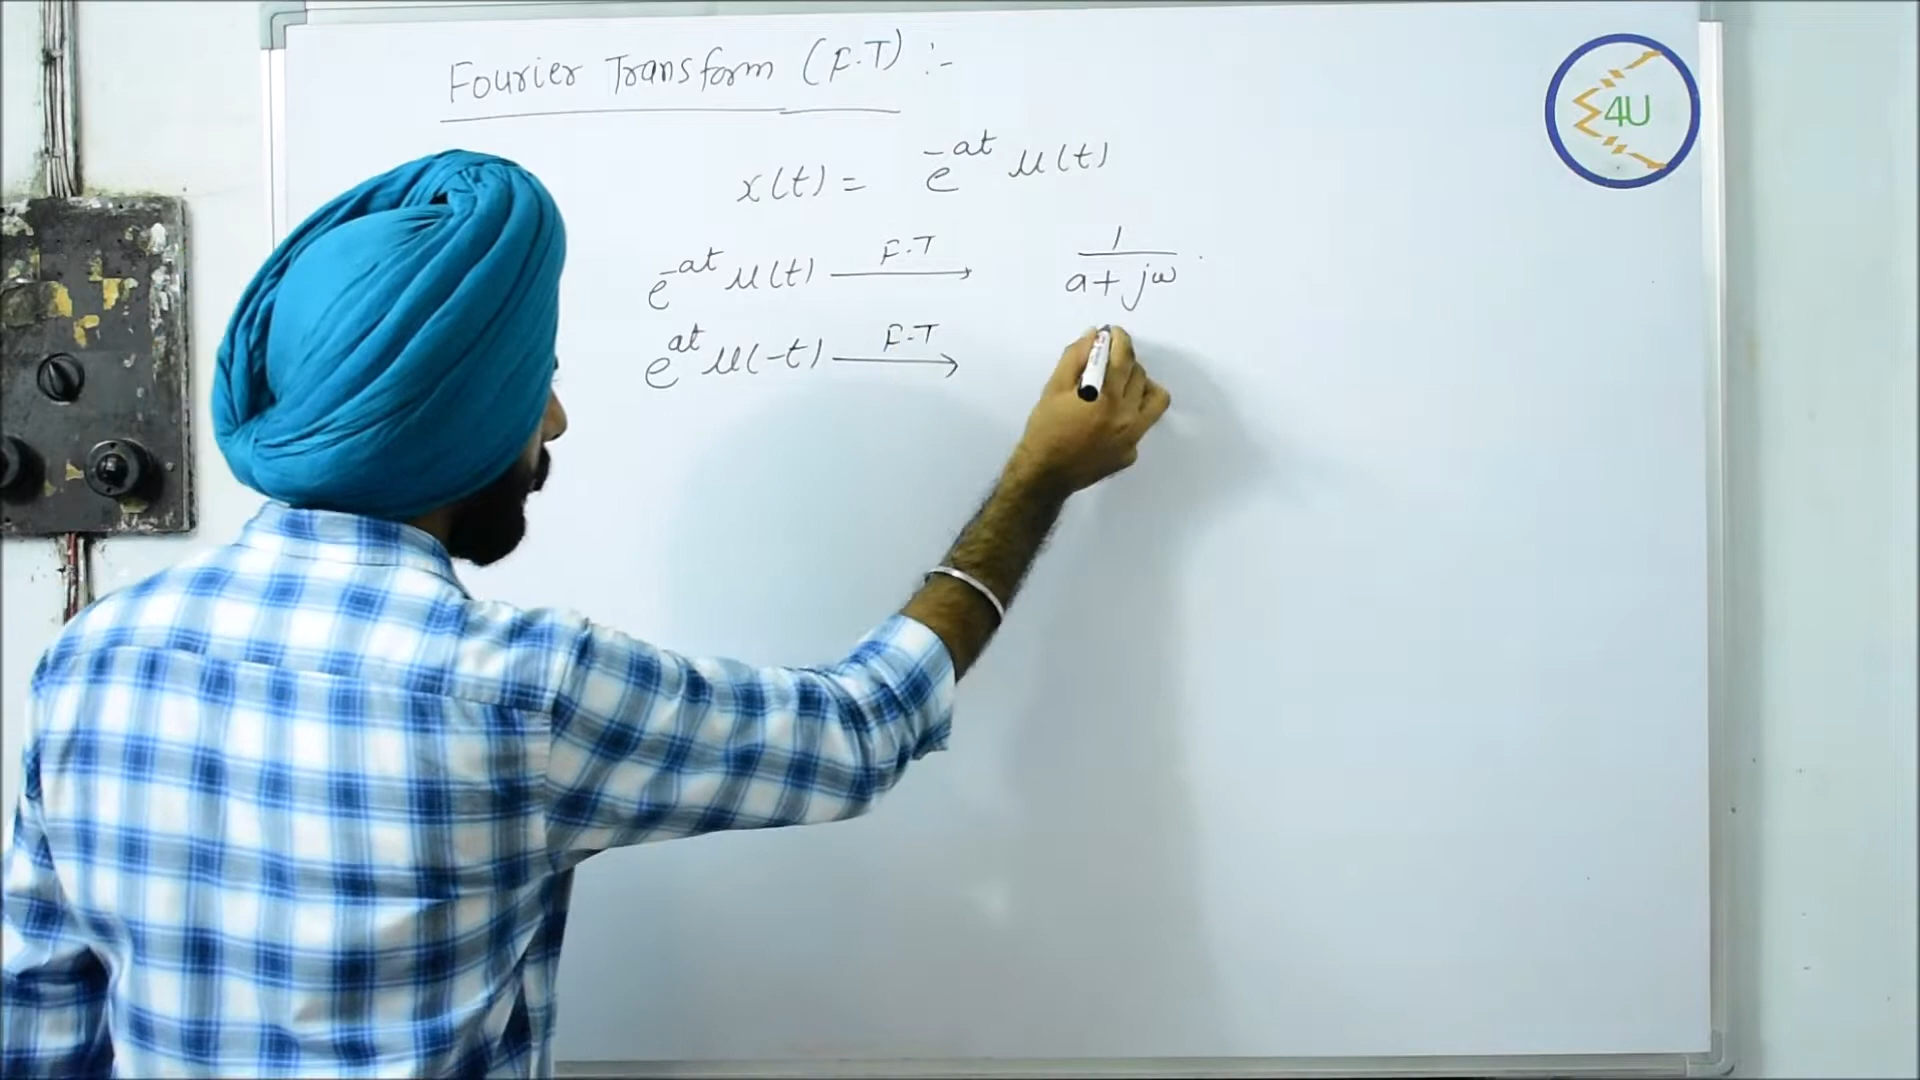 Fourier Transform (F.T) :-
x(t) = e^-at u(t)
e^-at u(t) F.T→ 1/(a+jω)
e^at u(-t) F.T→
4U